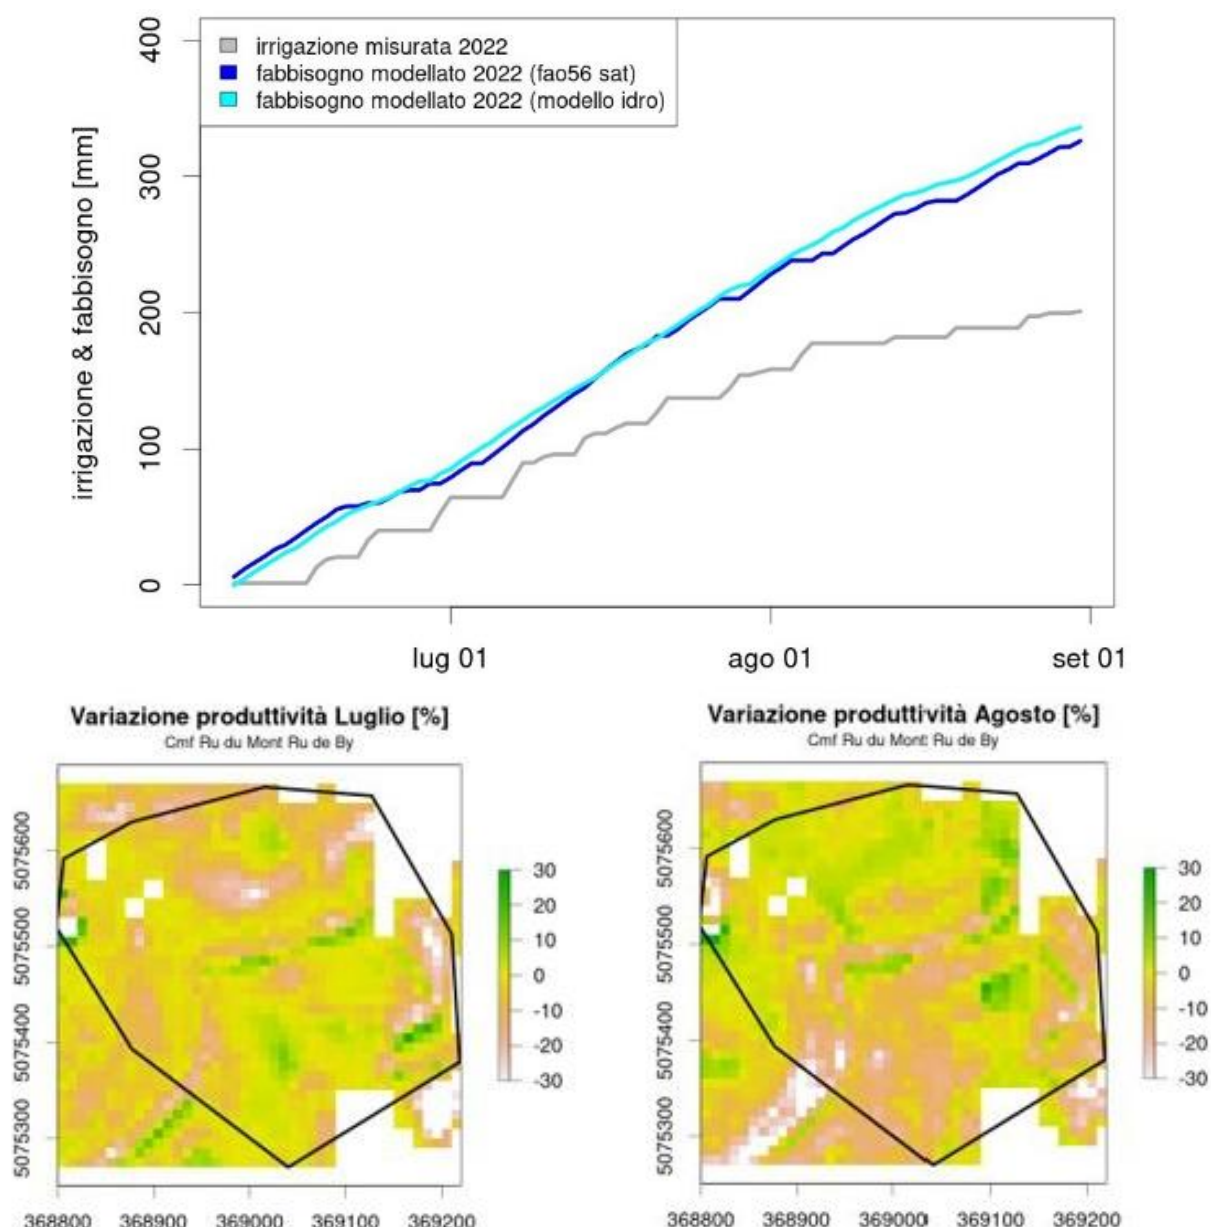 irrigazione misurata 2022
fabbisogno modellato 2022 (fao56 sat)
fabbisogno modellato 2022 (modello idro)
irrigazione & fabbisogno [mm]
400
300
200
100
0
lug 01 ago 01 set 01
Variazione produttività Luglio [%]
Cmf Ru du Mont Ru de By
5075600
5075500
5075400
5075300
30
20
10
0
-10
-20
-30
368800 368900 369000 369100 369200
Variazione produttività Agosto [%]
Cmf Ru du Mont Ru de By
5075600
5075500
5075400
5075300
30
20
10
0
-10
-20
-30
368800 368900 369000 369100 369200